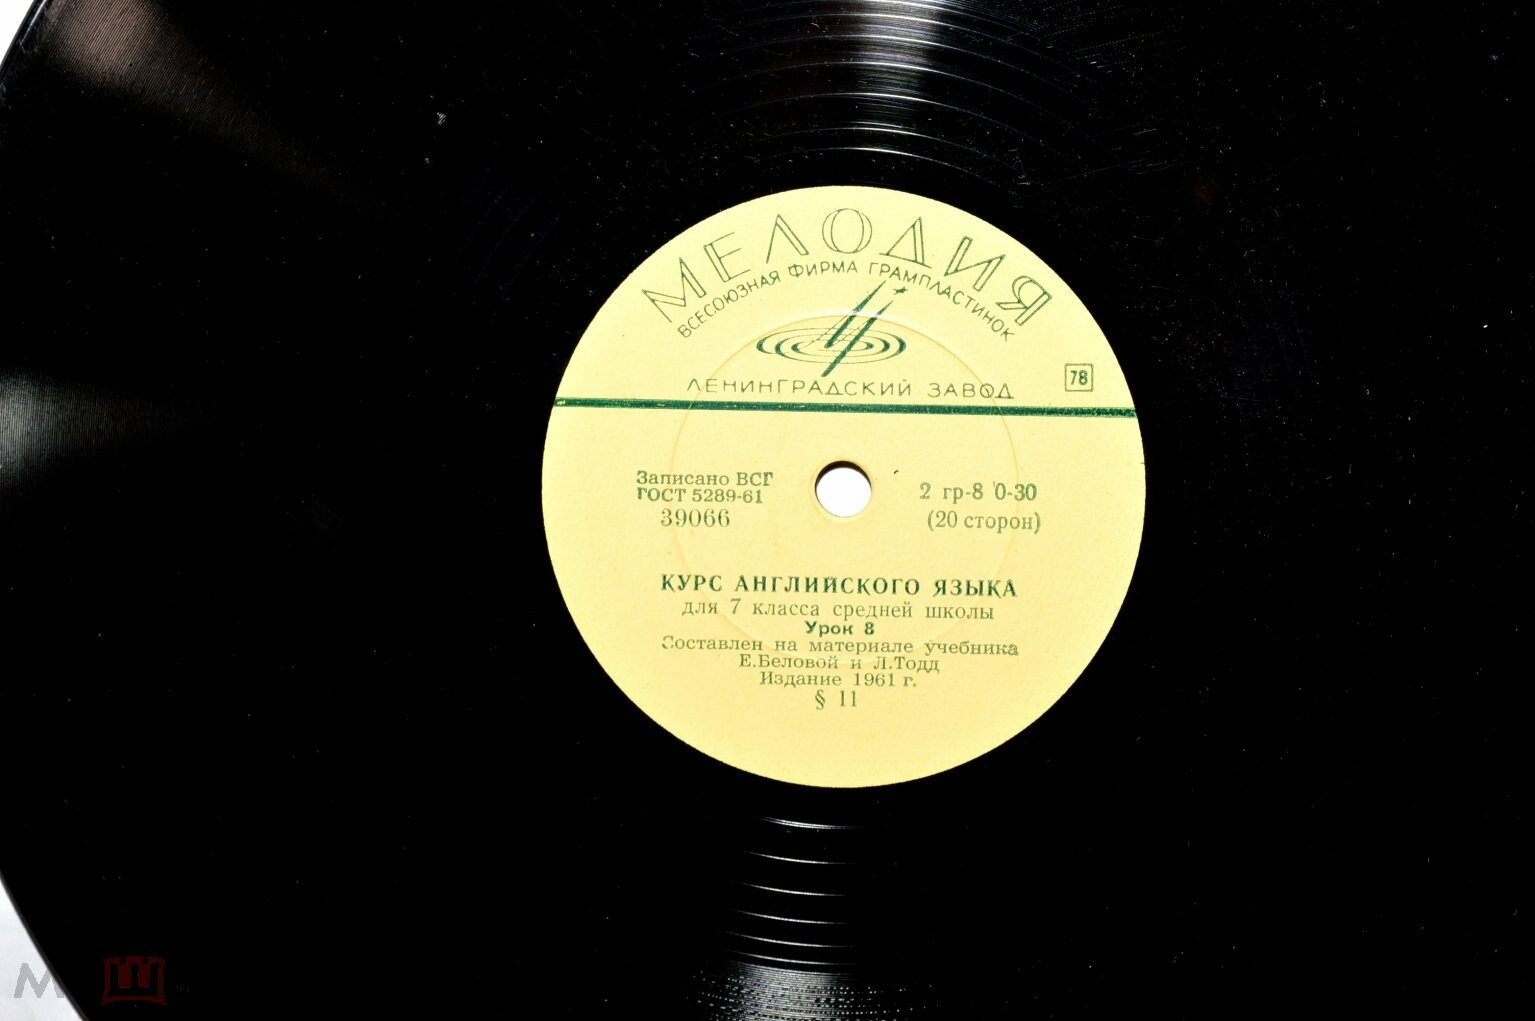 МЕЛОДИЯ
ВСЕСОЮЗНАЯ ФИРМА ГРАМПЛАСТИНОК
ЛЕНИНГРАДСКИЙ ЗАВОД
78
Записано ВСГ
ГОСТ 5289-61
39066
2 гр-8 0-30
(20 сторон)
КУРС АНГЛИЙСКОГО ЯЗЫКА
для 7 класса средней школы
Урок 8
Составлен на материале учебника
Е.Беловой и Л.Тодд
Издание 1961 г.
§ 11